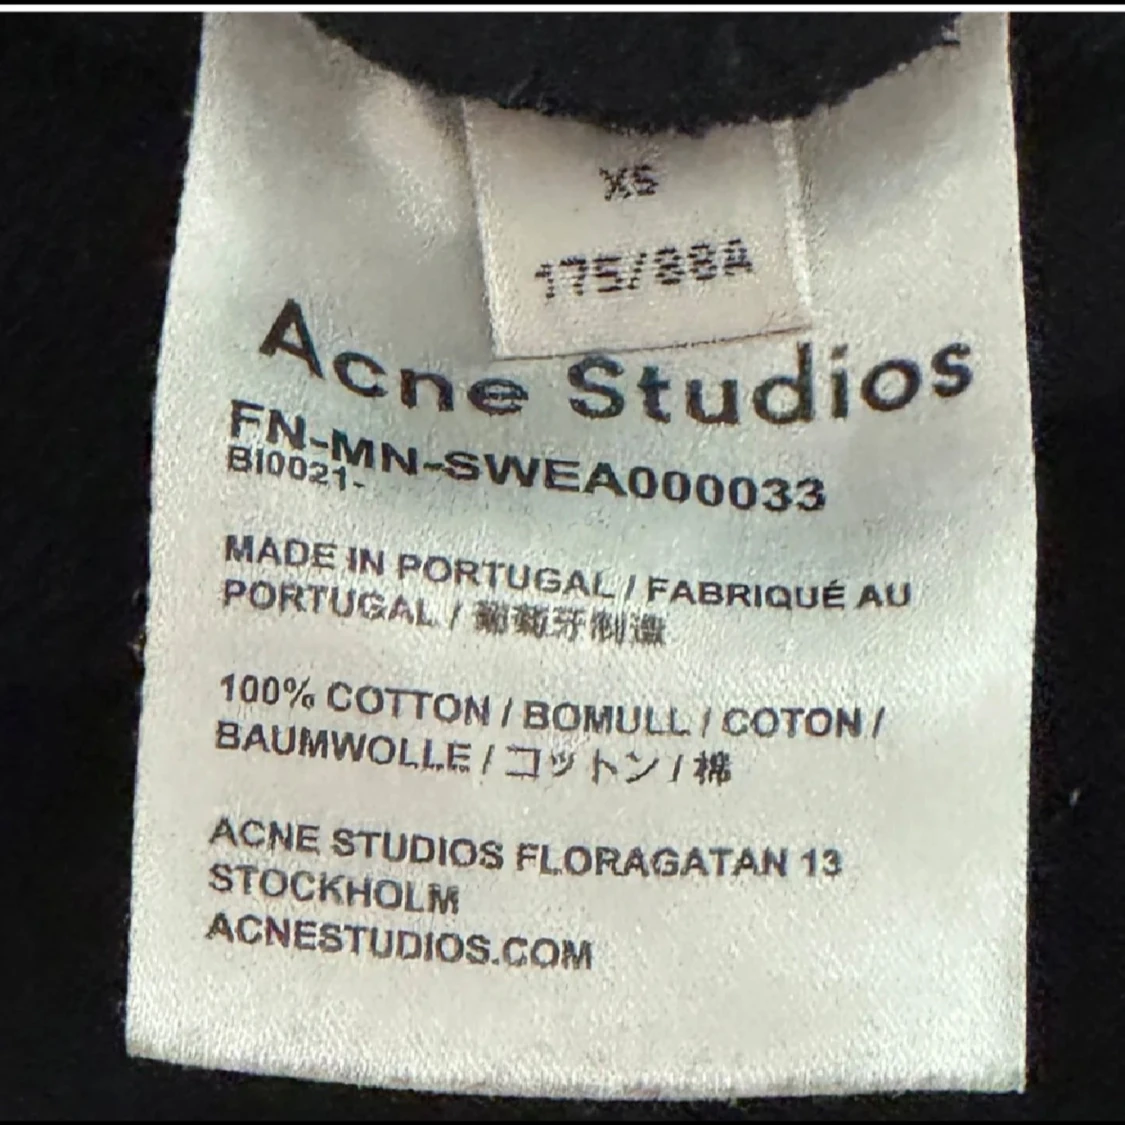 XS
175/88A
Acne Studios
FN-MN-SWEA000033
BI0021-
MADE IN PORTUGAL / FABRIQUÉ AU
PORTUGAL / 葡萄牙制造
100% COTTON / BOMULL / COTON /
BAUMWOLLE / コットン / 棉
ACNE STUDIOS FLORAGATAN 13
STOCKHOLM
ACNESTUDIOS.COM